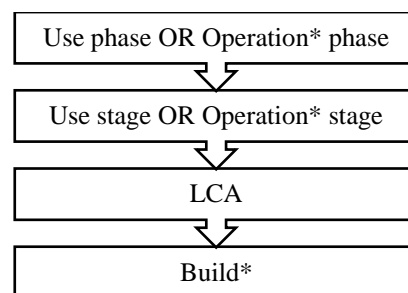 Use phase OR Operation* phase
Use stage OR Operation* stage
LCA
Build*